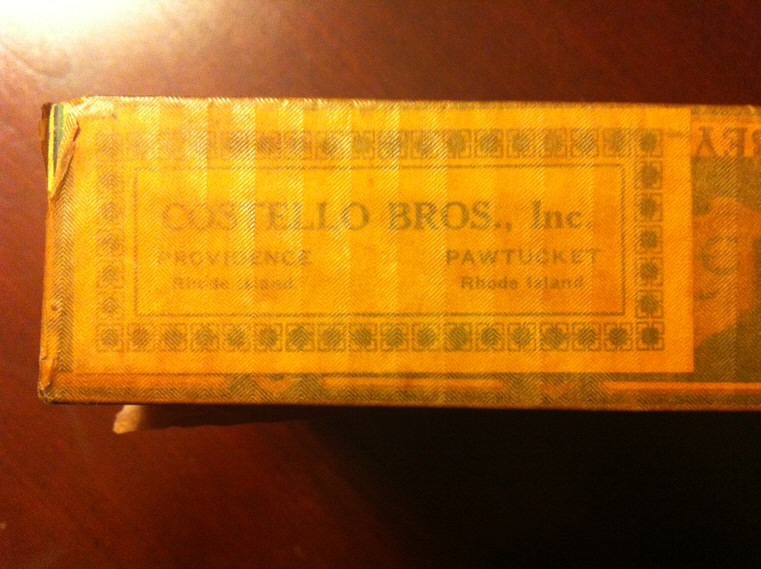 COSTELLO BROS., Inc.
PROVIDENCE PAWTUCKET
Rhode Island Rhode Island